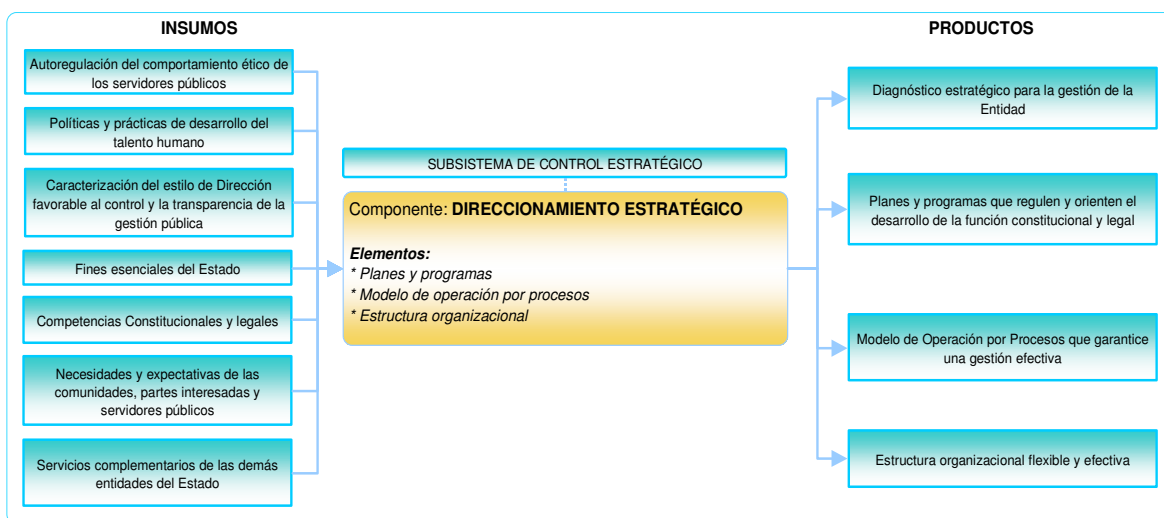 INSUMOS
Autoregulación del comportamiento ético de
los servidores públicos
Políticas y prácticas de desarrollo del
talento humano
Caracterización del estilo de Dirección
favorable al control y la transparencia de la
gestión pública
Fines esenciales del Estado
Competencias Constitucionales y legales
Necesidades y expectativas de las
comunidades, partes interesadas y
servidores públicos
Servicios complementarios de las demás
entidades del Estado
SUBSISTEMA DE CONTROL ESTRATÉGICO
Componente: DIRECCIONAMIENTO ESTRATÉGICO
Elementos:
* Planes y programas
* Modelo de operación por procesos
* Estructura organizacional
PRODUCTOS
Diagnóstico estratégico para la gestión de la
Entidad
Planes y programas que regulen y orienten el
desarrollo de la función constitucional y legal
Modelo de Operación por Procesos que garantice
una gestión efectiva
Estructura organizacional flexible y efectiva